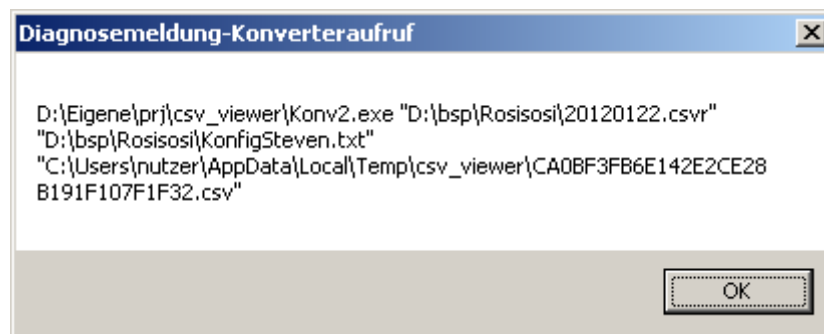 Diagnosemeldung-Konverteraufruf
D:\Eigene\prj\csv_viewer\Konv2.exe "D:\bsp\Rosisosi\20120122.csvr"
"D:\bsp\Rosisosi\KonfigSteven.txt"
"C:\Users\nutzer\AppData\Local\Temp\csv_viewer\CA0BF3FB6E142E2CE28
B191F107F1F32.csv"
OK